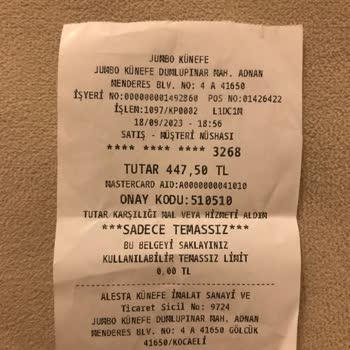 JUMBO KÜNEFE
JUMBO KÜNEFE DUMLUPINAR MAH. ADNAN
MENDERES BLV. NO: 4 A 41650
İŞYERİ NO:000000001492860 POS NO:01426422
İŞLEM:1097/KP0002 L1DC1M
18/09/2023 - 18:56
SATIŞ - MÜŞTERİ NÜSHASI
**** **** **** 3268
TUTAR 447,50 TL
MASTERCARD AID:A0000000041010
ONAY KODU:510510
TUTAR KARŞILIĞI MAL VEYA HİZMETİ ALDIM
***SADECE TEMASSIZ***
BU BELGEYİ SAKLAYINIZ
KULLANILABİLİR TEMASSIZ LİMİT
0,00 TL
ALESTA KÜNEFE İMALAT SANAYİ VE
Ticaret Sicil No: 9724
JUMBO KÜNEFE DUMLUPINAR MAH. ADNAN
MENDERES BLV. NO: 4 A 41650 GÖLCÜK
41650/KOCAELİ